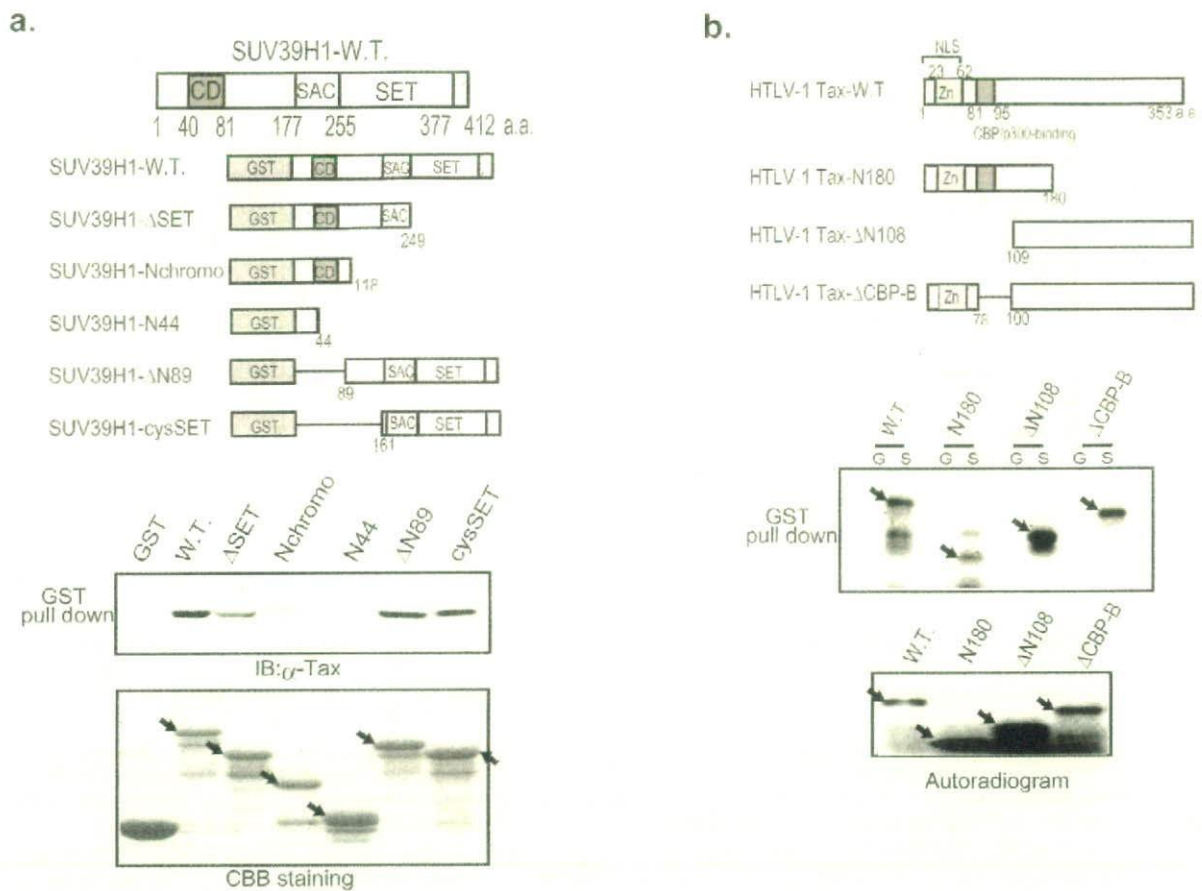 a.
SUV39H1-W.T.
CD SAC SET
1 40 81 177 255 377 412 a.a.
SUV39H1-W.T. GST CD SAC SET
SUV39H1-ΔSET GST CD SAC
249
SUV39H1-Nchromo GST CD
118
SUV39H1-N44 GST
44
SUV39H1-ΔN89 GST SAC SET
89
SUV39H1-cysSET GST SAC SET
161
GST W.T. ΔSET Nchromo N44 ΔN89 cysSET
GST
pull down
IB:α-Tax
CBB staining
b.
NLS
23 62
HTLV-1 Tax-W.T Zn
1 81 95 353 a.a
CBP/p300-binding
HTLV-1 Tax-N180 Zn
180
HTLV-1 Tax-ΔN108
109
HTLV-1 Tax-ΔCBP-B Zn
78 100
W.T. N180 ΔN108 ΔCBP-B
G S G S G S G S
GST
pull down
W.T. N180 ΔN108 ΔCBP-B
Autoradiogram